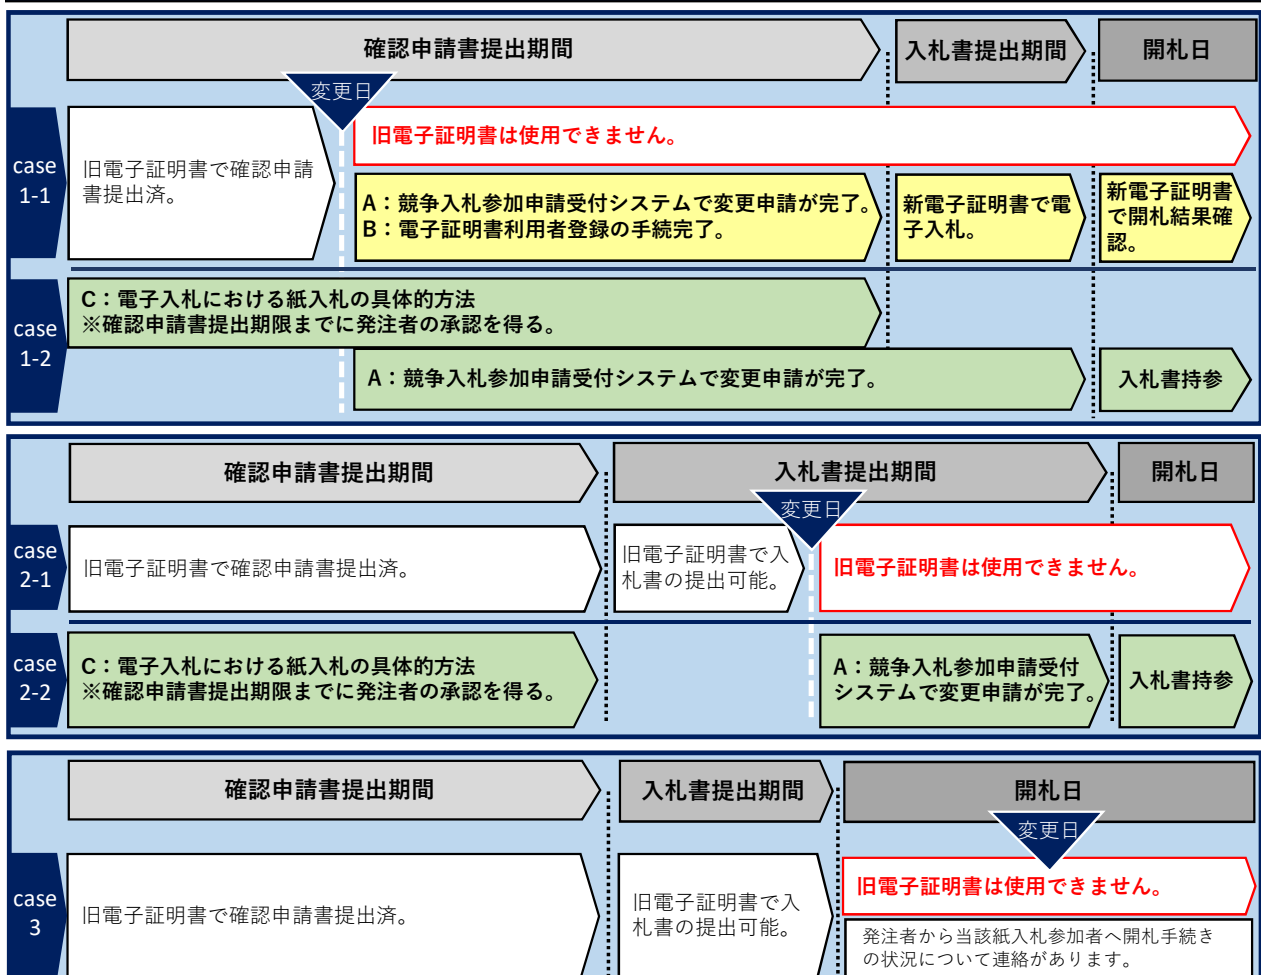 確認申請書提出期間
入札書提出期間
開札日
変更日
case
1-1
旧電子証明書で確認申請
書提出済。
旧電子証明書は使用できません。
A：競争入札参加申請受付システムで変更申請が完了。
B：電子証明書利用者登録の手続完了。
新電子証明書で電
子入札。
新電子証明書
で開札結果確
認。
case
1-2
C：電子入札における紙入札の具体的方法
※確認申請書提出期限までに発注者の承認を得る。
A：競争入札参加申請受付システムで変更申請が完了。
入札書持参
確認申請書提出期間
入札書提出期間
開札日
変更日
case
2-1
旧電子証明書で確認申請書提出済。
旧電子証明書で入
札書の提出可能。
旧電子証明書は使用できません。
case
2-2
C：電子入札における紙入札の具体的方法
※確認申請書提出期限までに発注者の承認を得る。
A：競争入札参加申請受付
システムで変更申請が完了。
入札書持参
確認申請書提出期間
入札書提出期間
開札日
変更日
case
3
旧電子証明書で確認申請書提出済。
旧電子証明書で入
札書の提出可能。
旧電子証明書は使用できません。
発注者から当該紙入札参加者へ開札手続き
の状況について連絡があります。